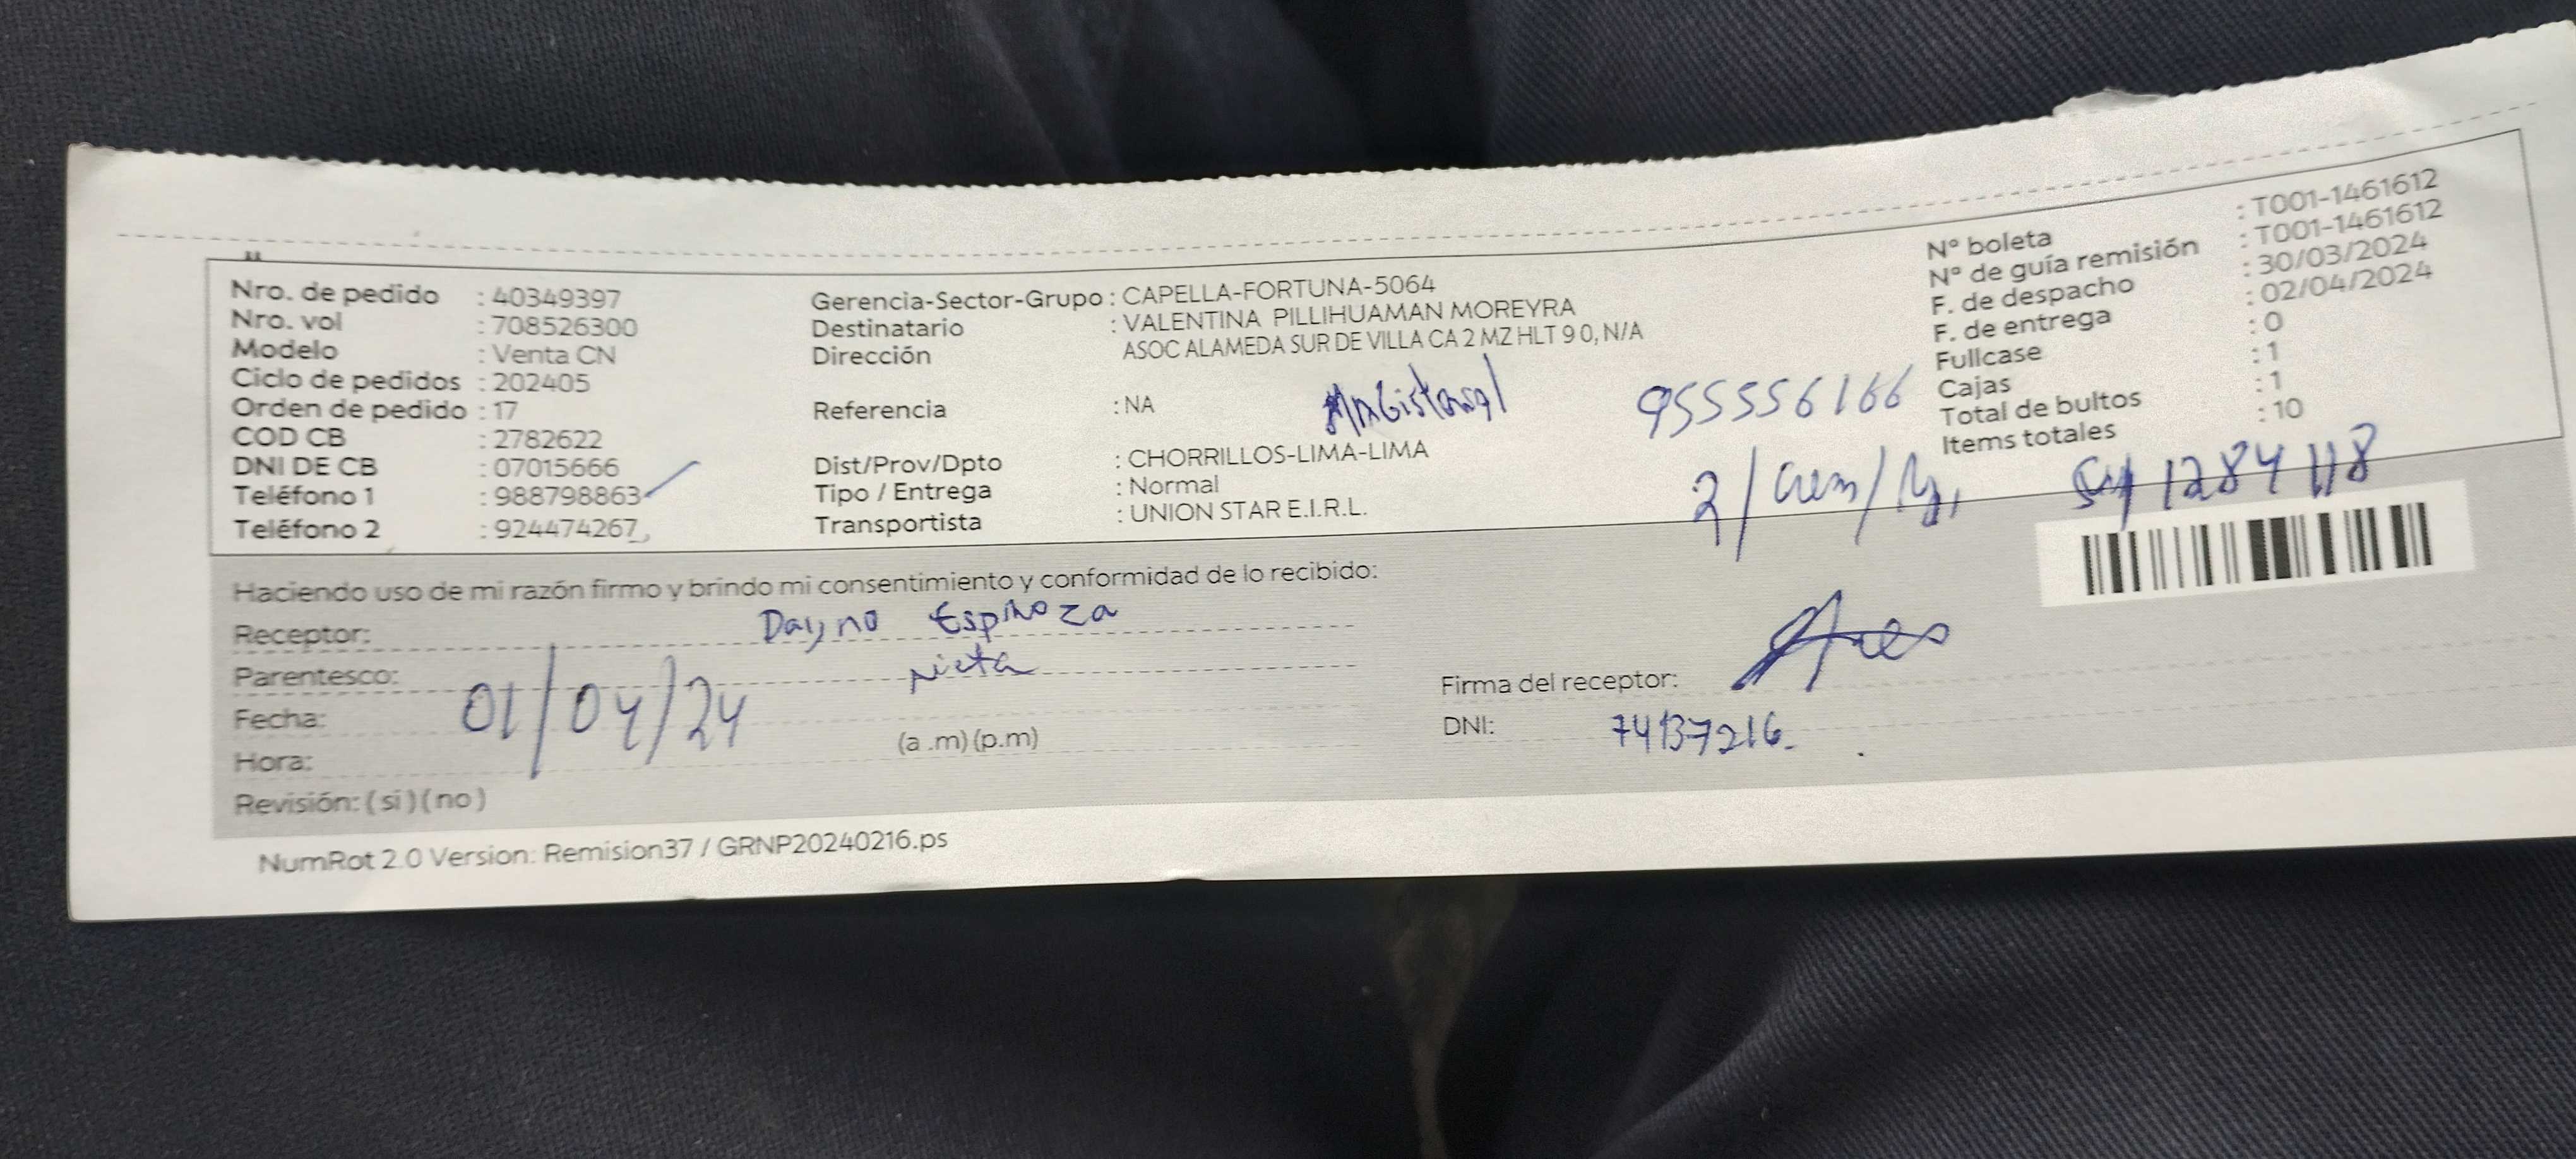 Nro. de pedido : 40349397
Nro. vol : 708526300
Modelo : Venta CN
Ciclo de pedidos : 202405
Orden de pedido : 17
COD CB : 2782622
DNI DE CB : 07015666
Teléfono 1 : 988798863
Teléfono 2 : 924474267
Gerencia-Sector-Grupo : CAPELLA-FORTUNA-5064
Destinatario : VALENTINA PILLIHUAMAN MOREYRA
Dirección ASOC ALAMEDA SUR DE VILLA CA 2 MZ HLT 9 0, N/A
Referencia : NA
955556166
Dist/Prov/Dpto : CHORRILLOS-LIMA-LIMA
Tipo / Entrega : Normal
Transportista : UNION STAR E.I.R.L.
Nº boleta : T001-1461612
Nº de guía remisión : T001-1461612
F. de despacho : 30/03/2024
F. de entrega : 02/04/2024
Fullcase : 0
Cajas : 1
Total de bultos : 1
Items totales : 10
Haciendo uso de mi razón firmo y brindo mi consentimiento y conformidad de lo recibido:
Receptor: Espinoza
Parentesco: nieta
Fecha: 01/04/24
Hora: (a .m) (p.m)
Revisión: ( si ) ( no )
Firma del receptor:
DNI: 74137216
NumRot 2.0 Version: Remision37 / GRNP20240216.ps